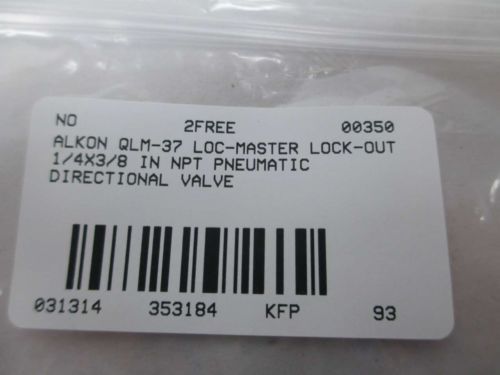 NO 2FREE 00350
ALKON QLM-37 LOC-MASTER LOCK-OUT
1/4X3/8 IN NPT PNEUMATIC
DIRECTIONAL VALVE
031314 353184 KFP 93